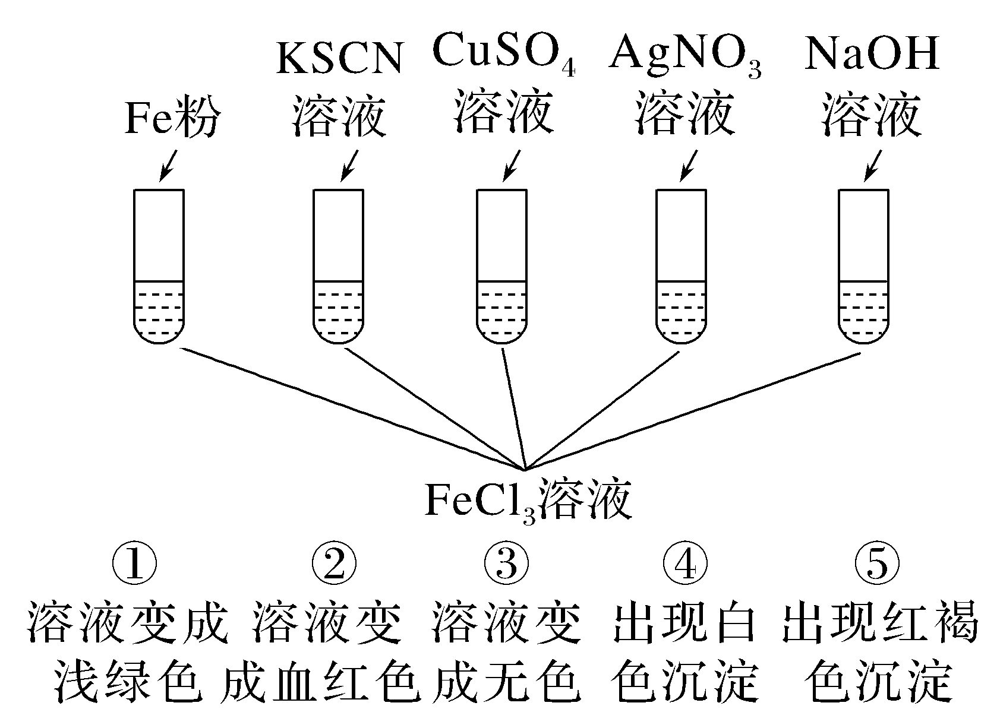 Fe粉
KSCN
溶液
CuSO₄
溶液
AgNO₃
溶液
NaOH
溶液
FeCl₃溶液
①
溶液变成
浅绿色
②
溶液变
成血红色
③
溶液变
成无色
④
出现白
色沉淀
⑤
出现红褐
色沉淀